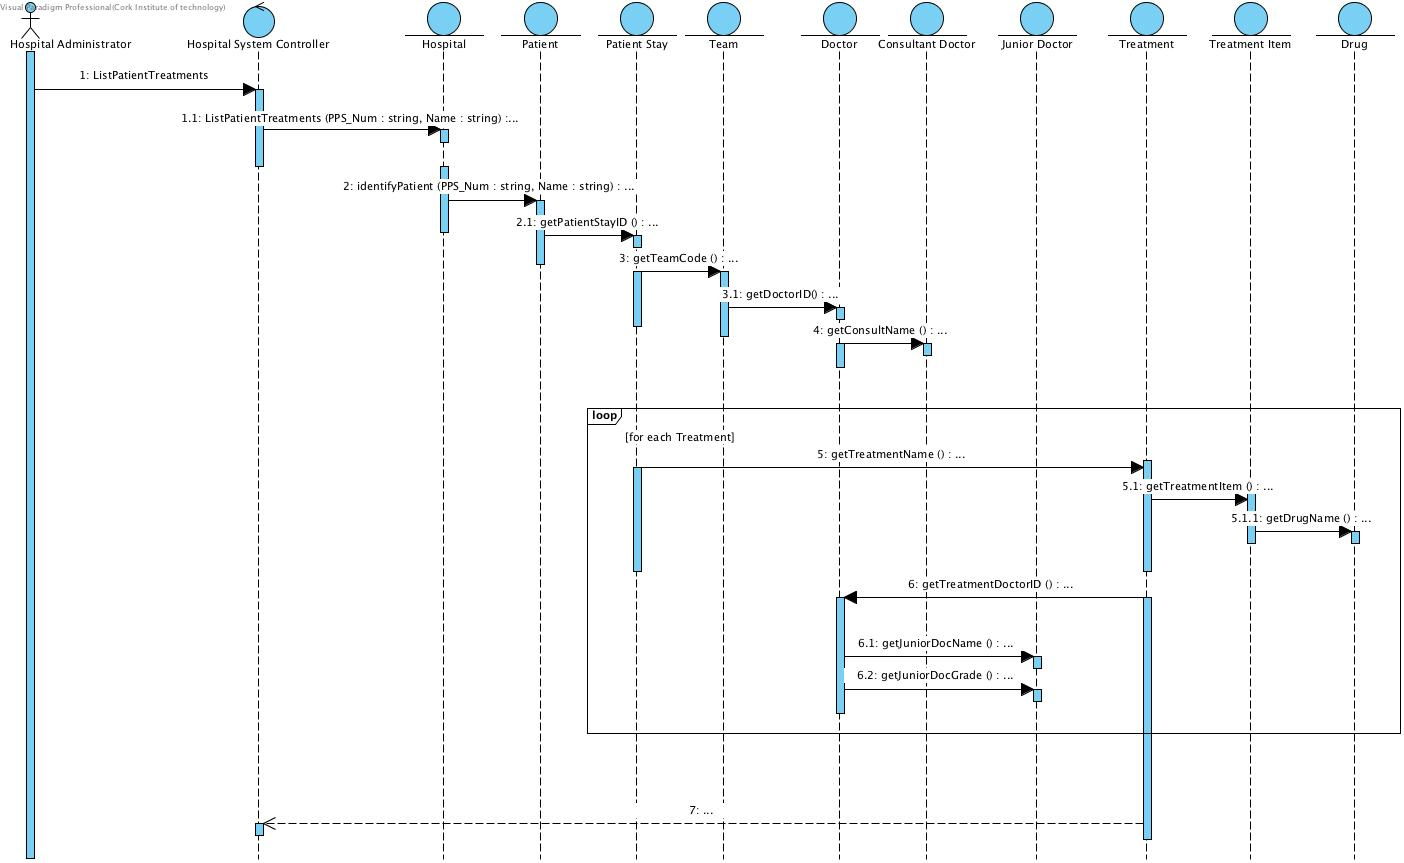 Visual Paradigm Professional(Cork Institute of technology)
Hospital Administrator
Hospital System Controller
Hospital
Patient
Patient Stay
Team
Doctor
Consultant Doctor
Junior Doctor
Treatment
Treatment Item
Drug
1: ListPatientTreatments
1.1: ListPatientTreatments (PPS_Num : string, Name : string) :...
2: identifyPatient (PPS_Num : string, Name : string) : ...
2.1: getPatientStayID () : ...
3: getTeamCode () : ...
3.1: getDoctorID() : ...
4: getConsultName () : ...
loop
[for each Treatment]
5: getTreatmentName () : ...
5.1: getTreatmentItem () : ...
5.1.1: getDrugName () : ...
6: getTreatmentDoctorID () : ...
6.1: getJuniorDocName () : ...
6.2: getJuniorDocGrade () : ...
7: ...